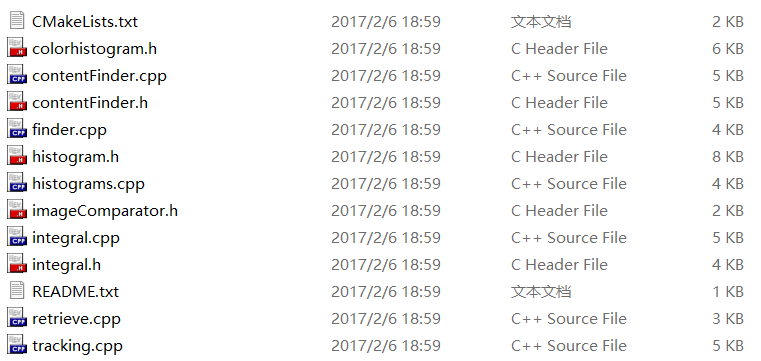 CMakeLists.txt 2017/2/6 18:59 文本文档 2 KB
colorhistogram.h 2017/2/6 18:59 C Header File 6 KB
contentFinder.cpp 2017/2/6 18:59 C++ Source File 5 KB
contentFinder.h 2017/2/6 18:59 C Header File 5 KB
finder.cpp 2017/2/6 18:59 C++ Source File 4 KB
histogram.h 2017/2/6 18:59 C Header File 8 KB
histograms.cpp 2017/2/6 18:59 C++ Source File 4 KB
imageComparator.h 2017/2/6 18:59 C Header File 2 KB
integral.cpp 2017/2/6 18:59 C++ Source File 5 KB
integral.h 2017/2/6 18:59 C Header File 4 KB
README.txt 2017/2/6 18:59 文本文档 1 KB
retrieve.cpp 2017/2/6 18:59 C++ Source File 3 KB
tracking.cpp 2017/2/6 18:59 C++ Source File 5 KB